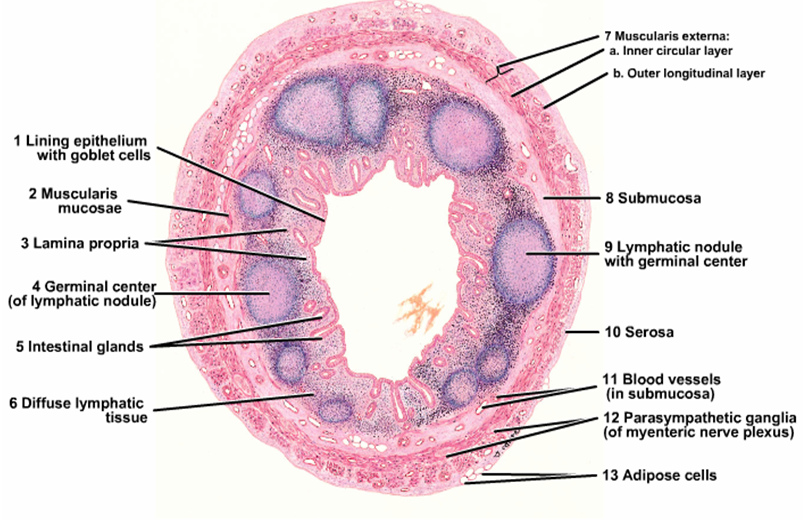 1 Lining epithelium
with goblet cells
2 Muscularis
mucosae
3 Lamina propria
4 Germinal center
(of lymphatic nodule)
5 Intestinal glands
6 Diffuse lymphatic
tissue
7 Muscularis externa:
a. Inner circular layer
b. Outer longitudinal layer
8 Submucosa
9 Lymphatic nodule
with germinal center
10 Serosa
11 Blood vessels
(in submucosa)
12 Parasympathetic ganglia
(of myenteric nerve plexus)
13 Adipose cells